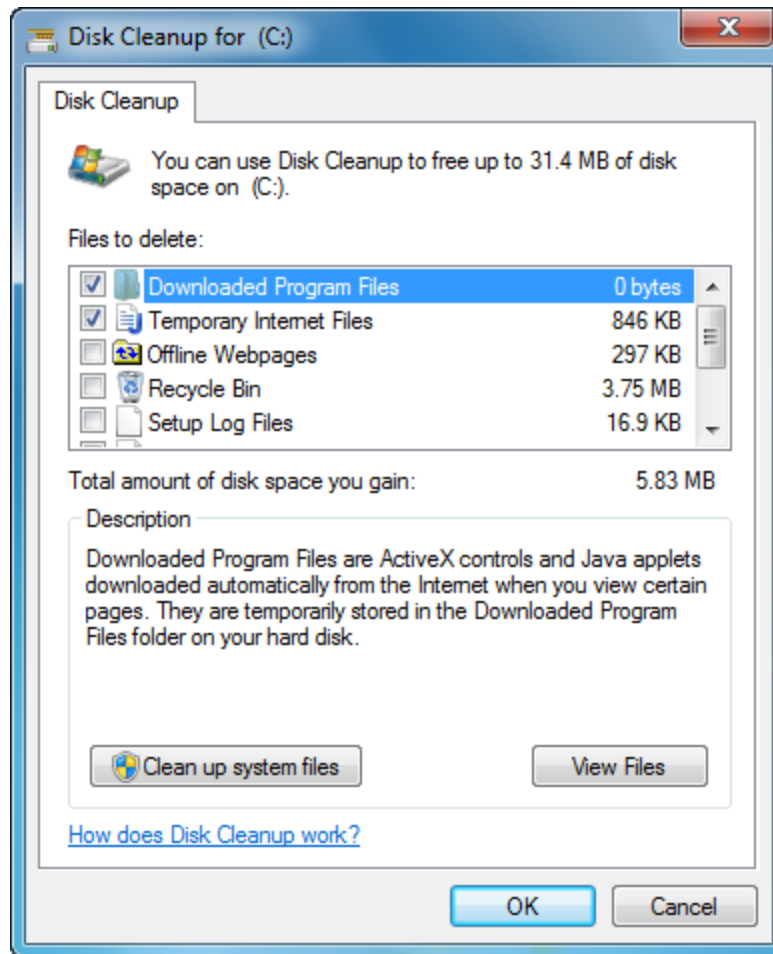 Disk Cleanup for  (C:)
Disk Cleanup
You can use Disk Cleanup to free up to 31.4 MB of disk
space on  (C:).
Files to delete:
Downloaded Program Files 0 bytes
Temporary Internet Files 846 KB
Offline Webpages 297 KB
Recycle Bin 3.75 MB
Setup Log Files 16.9 KB
Total amount of disk space you gain: 5.83 MB
Description
Downloaded Program Files are ActiveX controls and Java applets
downloaded automatically from the Internet when you view certain
pages. They are temporarily stored in the Downloaded Program
Files folder on your hard disk.
Clean up system files View Files
How does Disk Cleanup work?
OK Cancel